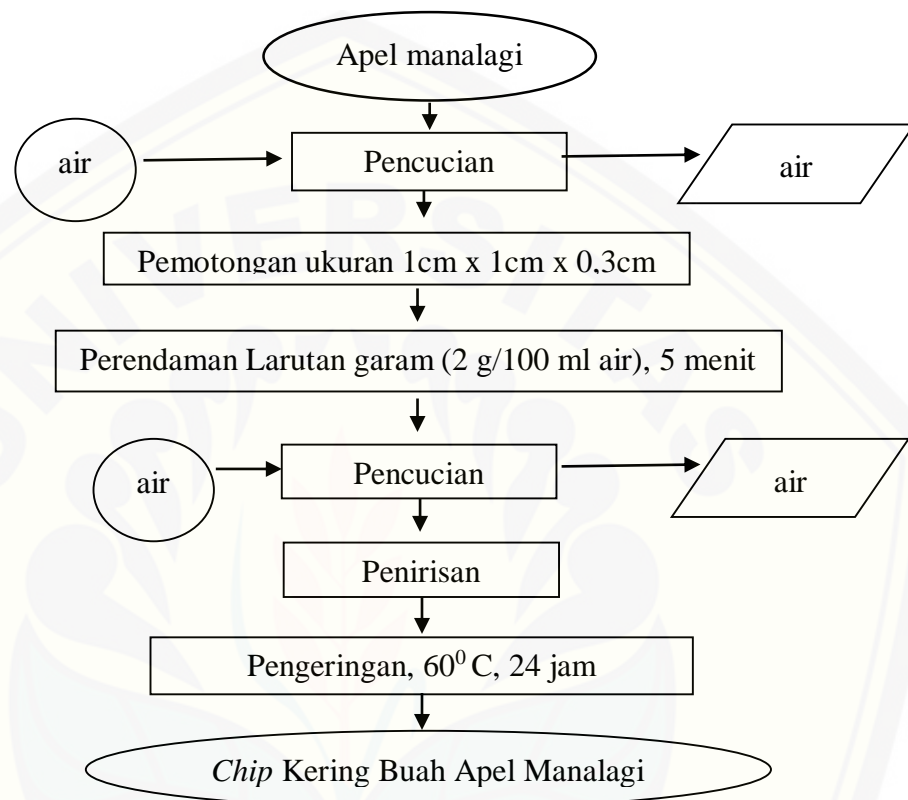 Apel manalagi
air
Pencucian
air
Pemotongan ukuran 1cm x 1cm x 0,3cm
Perendaman Larutan garam (2 g/100 ml air), 5 menit
air
Pencucian
air
Penirisan
Pengeringan, 60⁰ C, 24 jam
Chip Kering Buah Apel Manalagi
UNIVERSITAS